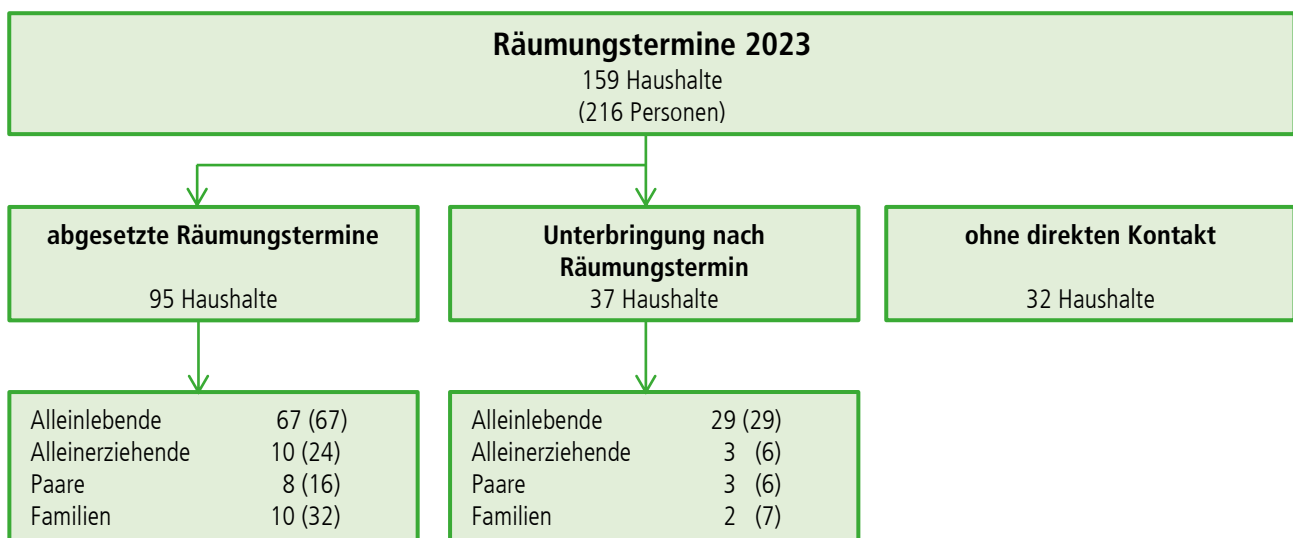 Räumungstermine 2023
159 Haushalte
(216 Personen)
abgesetzte Räumungstermine
95 Haushalte
Unterbringung nach
Räumungstermin
37 Haushalte
ohne direkten Kontakt
32 Haushalte
Alleinlebende 67 (67)
Alleinerziehende 10 (24)
Paare 8 (16)
Familien 10 (32)
Alleinlebende 29 (29)
Alleinerziehende 3 (6)
Paare 3 (6)
Familien 2 (7)